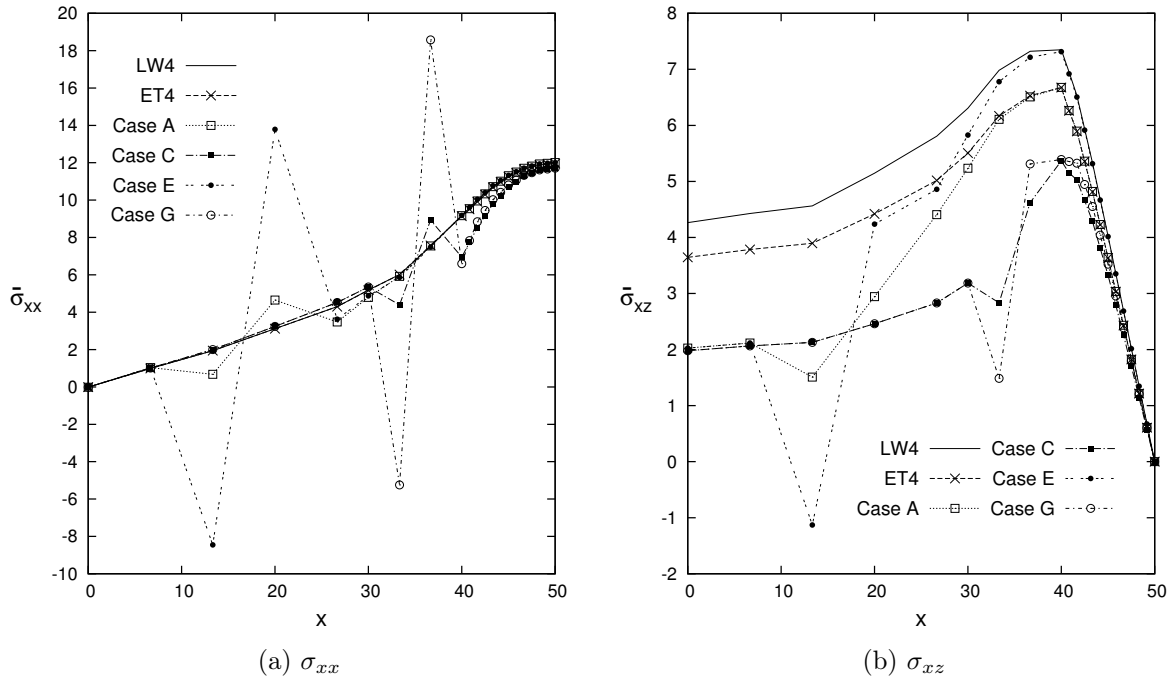 20
18
16
14
12
10
8
6
4
2
0
-2
-4
-6
-8
-10
σ̄xx
LW4
ET4
Case A
Case C
Case E
Case G
0 10 20 30 40 50
x
(a) σxx
8
7
6
5
4
3
2
1
0
-1
-2
σ̄xz
LW4 Case C
ET4 Case E
Case A Case G
0 10 20 30 40 50
x
(b) σxz